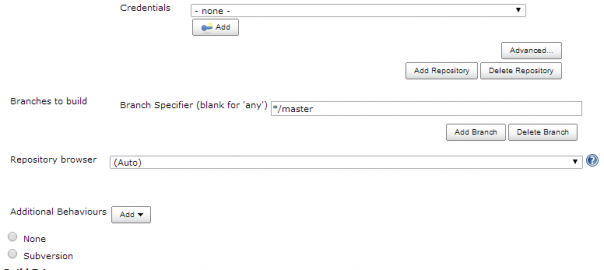 Credentials - none -
Add
Advanced...
Add Repository Delete Repository
Branches to build Branch Specifier (blank for 'any') */master
Add Branch Delete Branch
Repository browser (Auto)
Additional Behaviours Add
None
Subversion